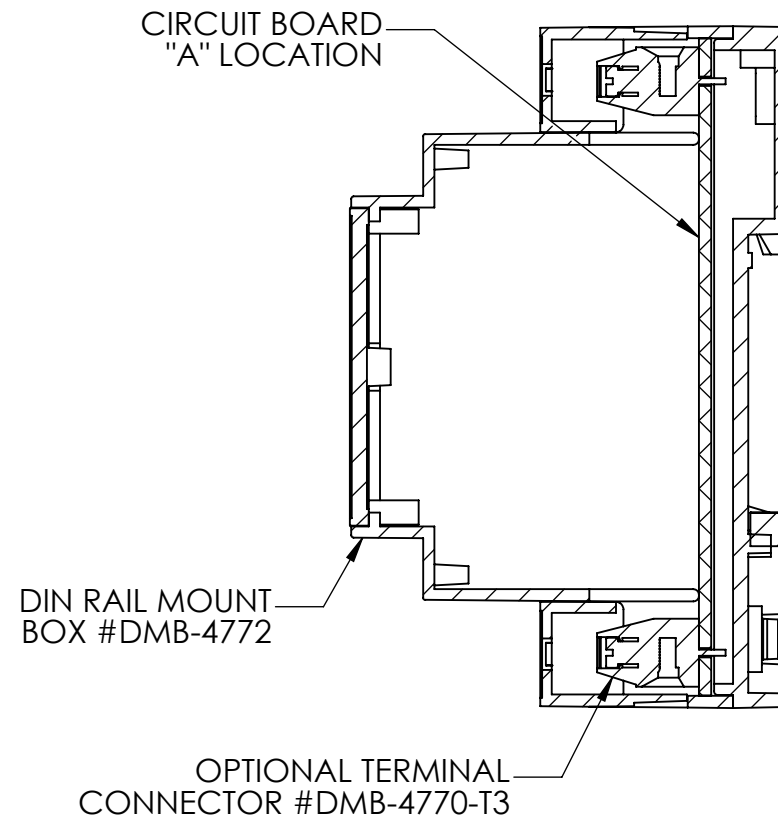 CIRCUIT BOARD
"A" LOCATION
DIN RAIL MOUNT
BOX #DMB-4772
OPTIONAL TERMINAL
CONNECTOR #DMB-4770-T3